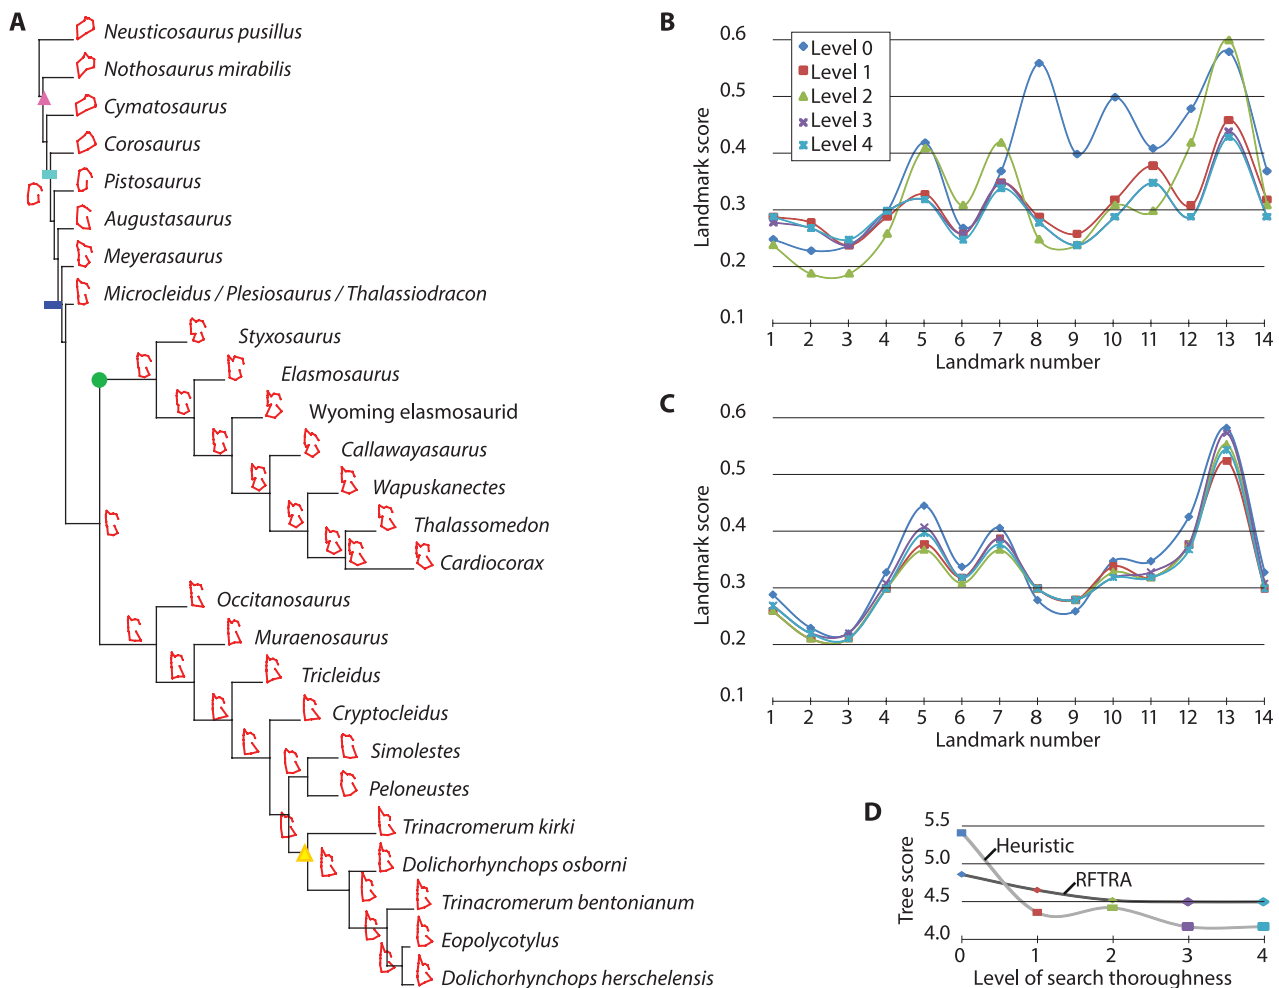 A
Neusticosaurus pusillus
Nothosaurus mirabilis
Cymatosaurus
Corosaurus
Pistosaurus
Augustasaurus
Meyerasaurus
Microcleidus / Plesiosaurus / Thalassiodracon
Styxosaurus
Elasmosaurus
Wyoming elasmosaurid
Callawayasaurus
Wapuskanectes
Thalassomedon
Cardiocorax
Occitanosaurus
Muraenosaurus
Tricleidus
Cryptocleidus
Simolestes
Peloneustes
Trinacromerum kirki
Dolichorhynchops osborni
Trinacromerum bentonianum
Eopolycotylus
Dolichorhynchops herschelensis
B
Landmark score
0.6
0.5
0.4
0.3
0.2
0.1
Level 0
Level 1
Level 2
Level 3
Level 4
1 2 3 4 5 6 7 8 9 10 11 12 13 14
Landmark number
C
Landmark score
0.6
0.5
0.4
0.3
0.2
0.1
1 2 3 4 5 6 7 8 9 10 11 12 13 14
Landmark number
D
Tree score
5.5
5.0
4.5
4.0
Heuristic
RFTRA
0 1 2 3 4
Level of search thoroughness